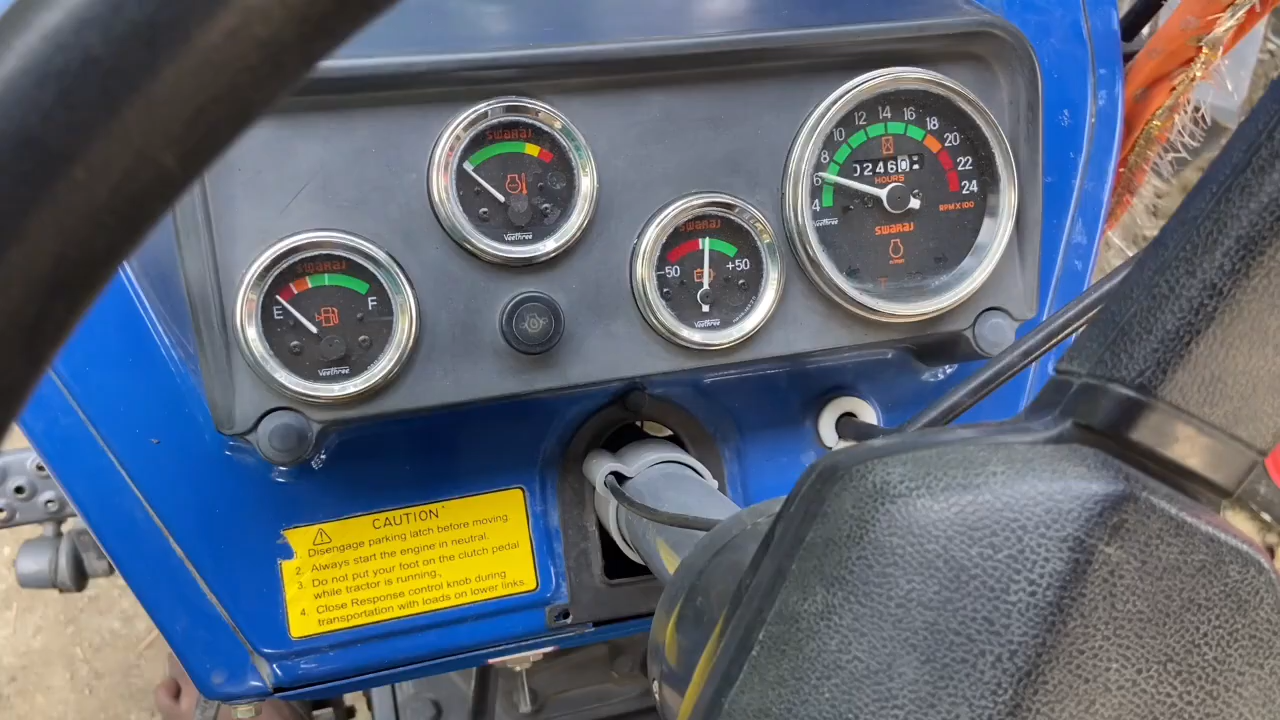 swaraj
Veethree
swaraj
E
F
Veethree
swaraj
-50
+50
Veethree
4
6
8
10
12
14
16
18
20
22
24
02460
HOURS
RPM X 100
swaraj
Veethree
CAUTION
1. Disengage parking latch before moving.
2. Always start the engine in neutral.
3. Do not put your foot on the clutch pedal
while tractor is running.
4. Close Response control knob during
transportation with loads on lower links.